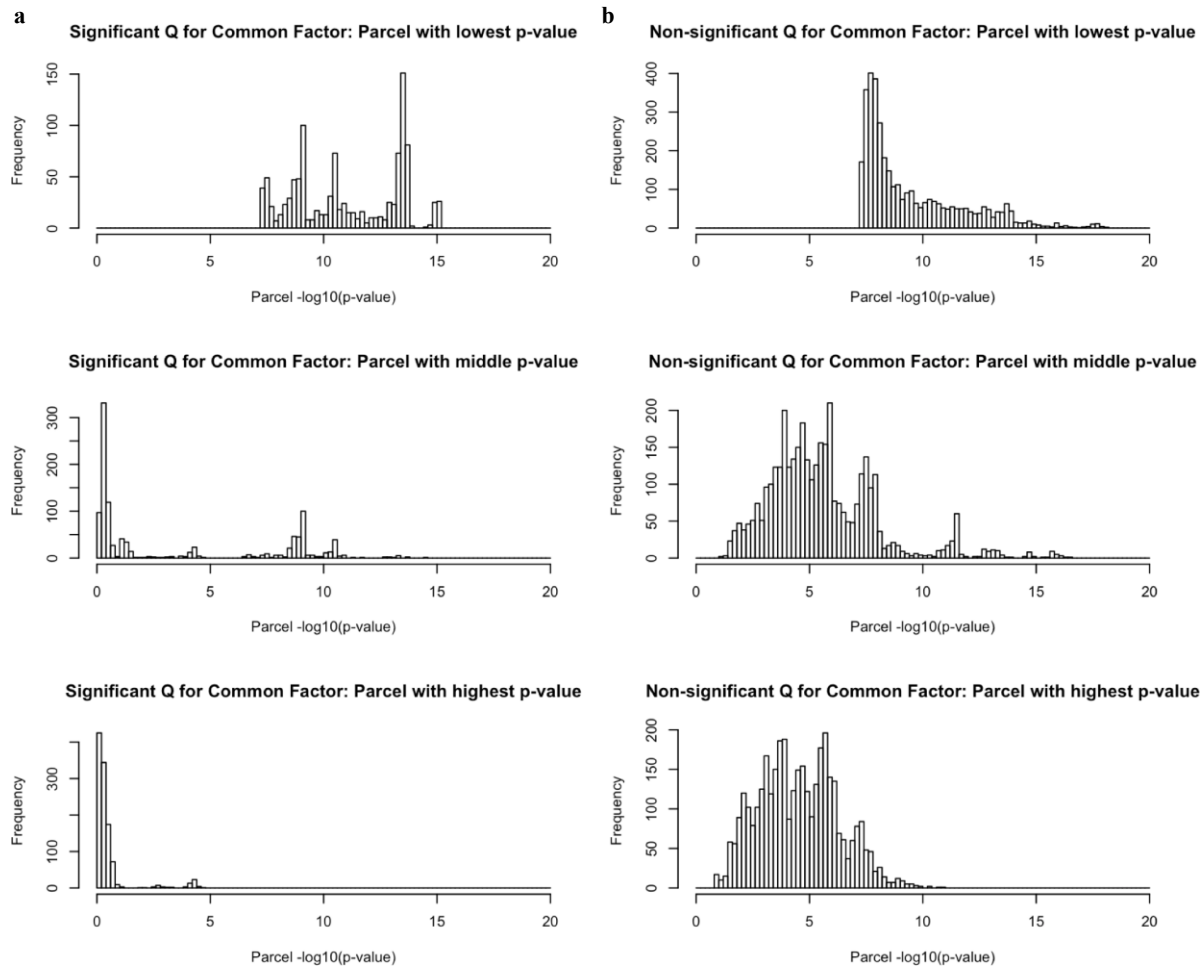 a
b
Significant Q for Common Factor: Parcel with lowest p-value
Frequency
0 50 100 150
0 5 10 15 20
Parcel -log10(p-value)
Non-significant Q for Common Factor: Parcel with lowest p-value
Frequency
0 100 200 300 400
0 5 10 15 20
Parcel -log10(p-value)
Significant Q for Common Factor: Parcel with middle p-value
Frequency
0 100 200 300
0 5 10 15 20
Parcel -log10(p-value)
Non-significant Q for Common Factor: Parcel with middle p-value
Frequency
0 50 100 150 200
0 5 10 15 20
Parcel -log10(p-value)
Significant Q for Common Factor: Parcel with highest p-value
Frequency
0 100 300
0 5 10 15 20
Parcel -log10(p-value)
Non-significant Q for Common Factor: Parcel with highest p-value
Frequency
0 50 100 150 200
0 5 10 15 20
Parcel -log10(p-value)